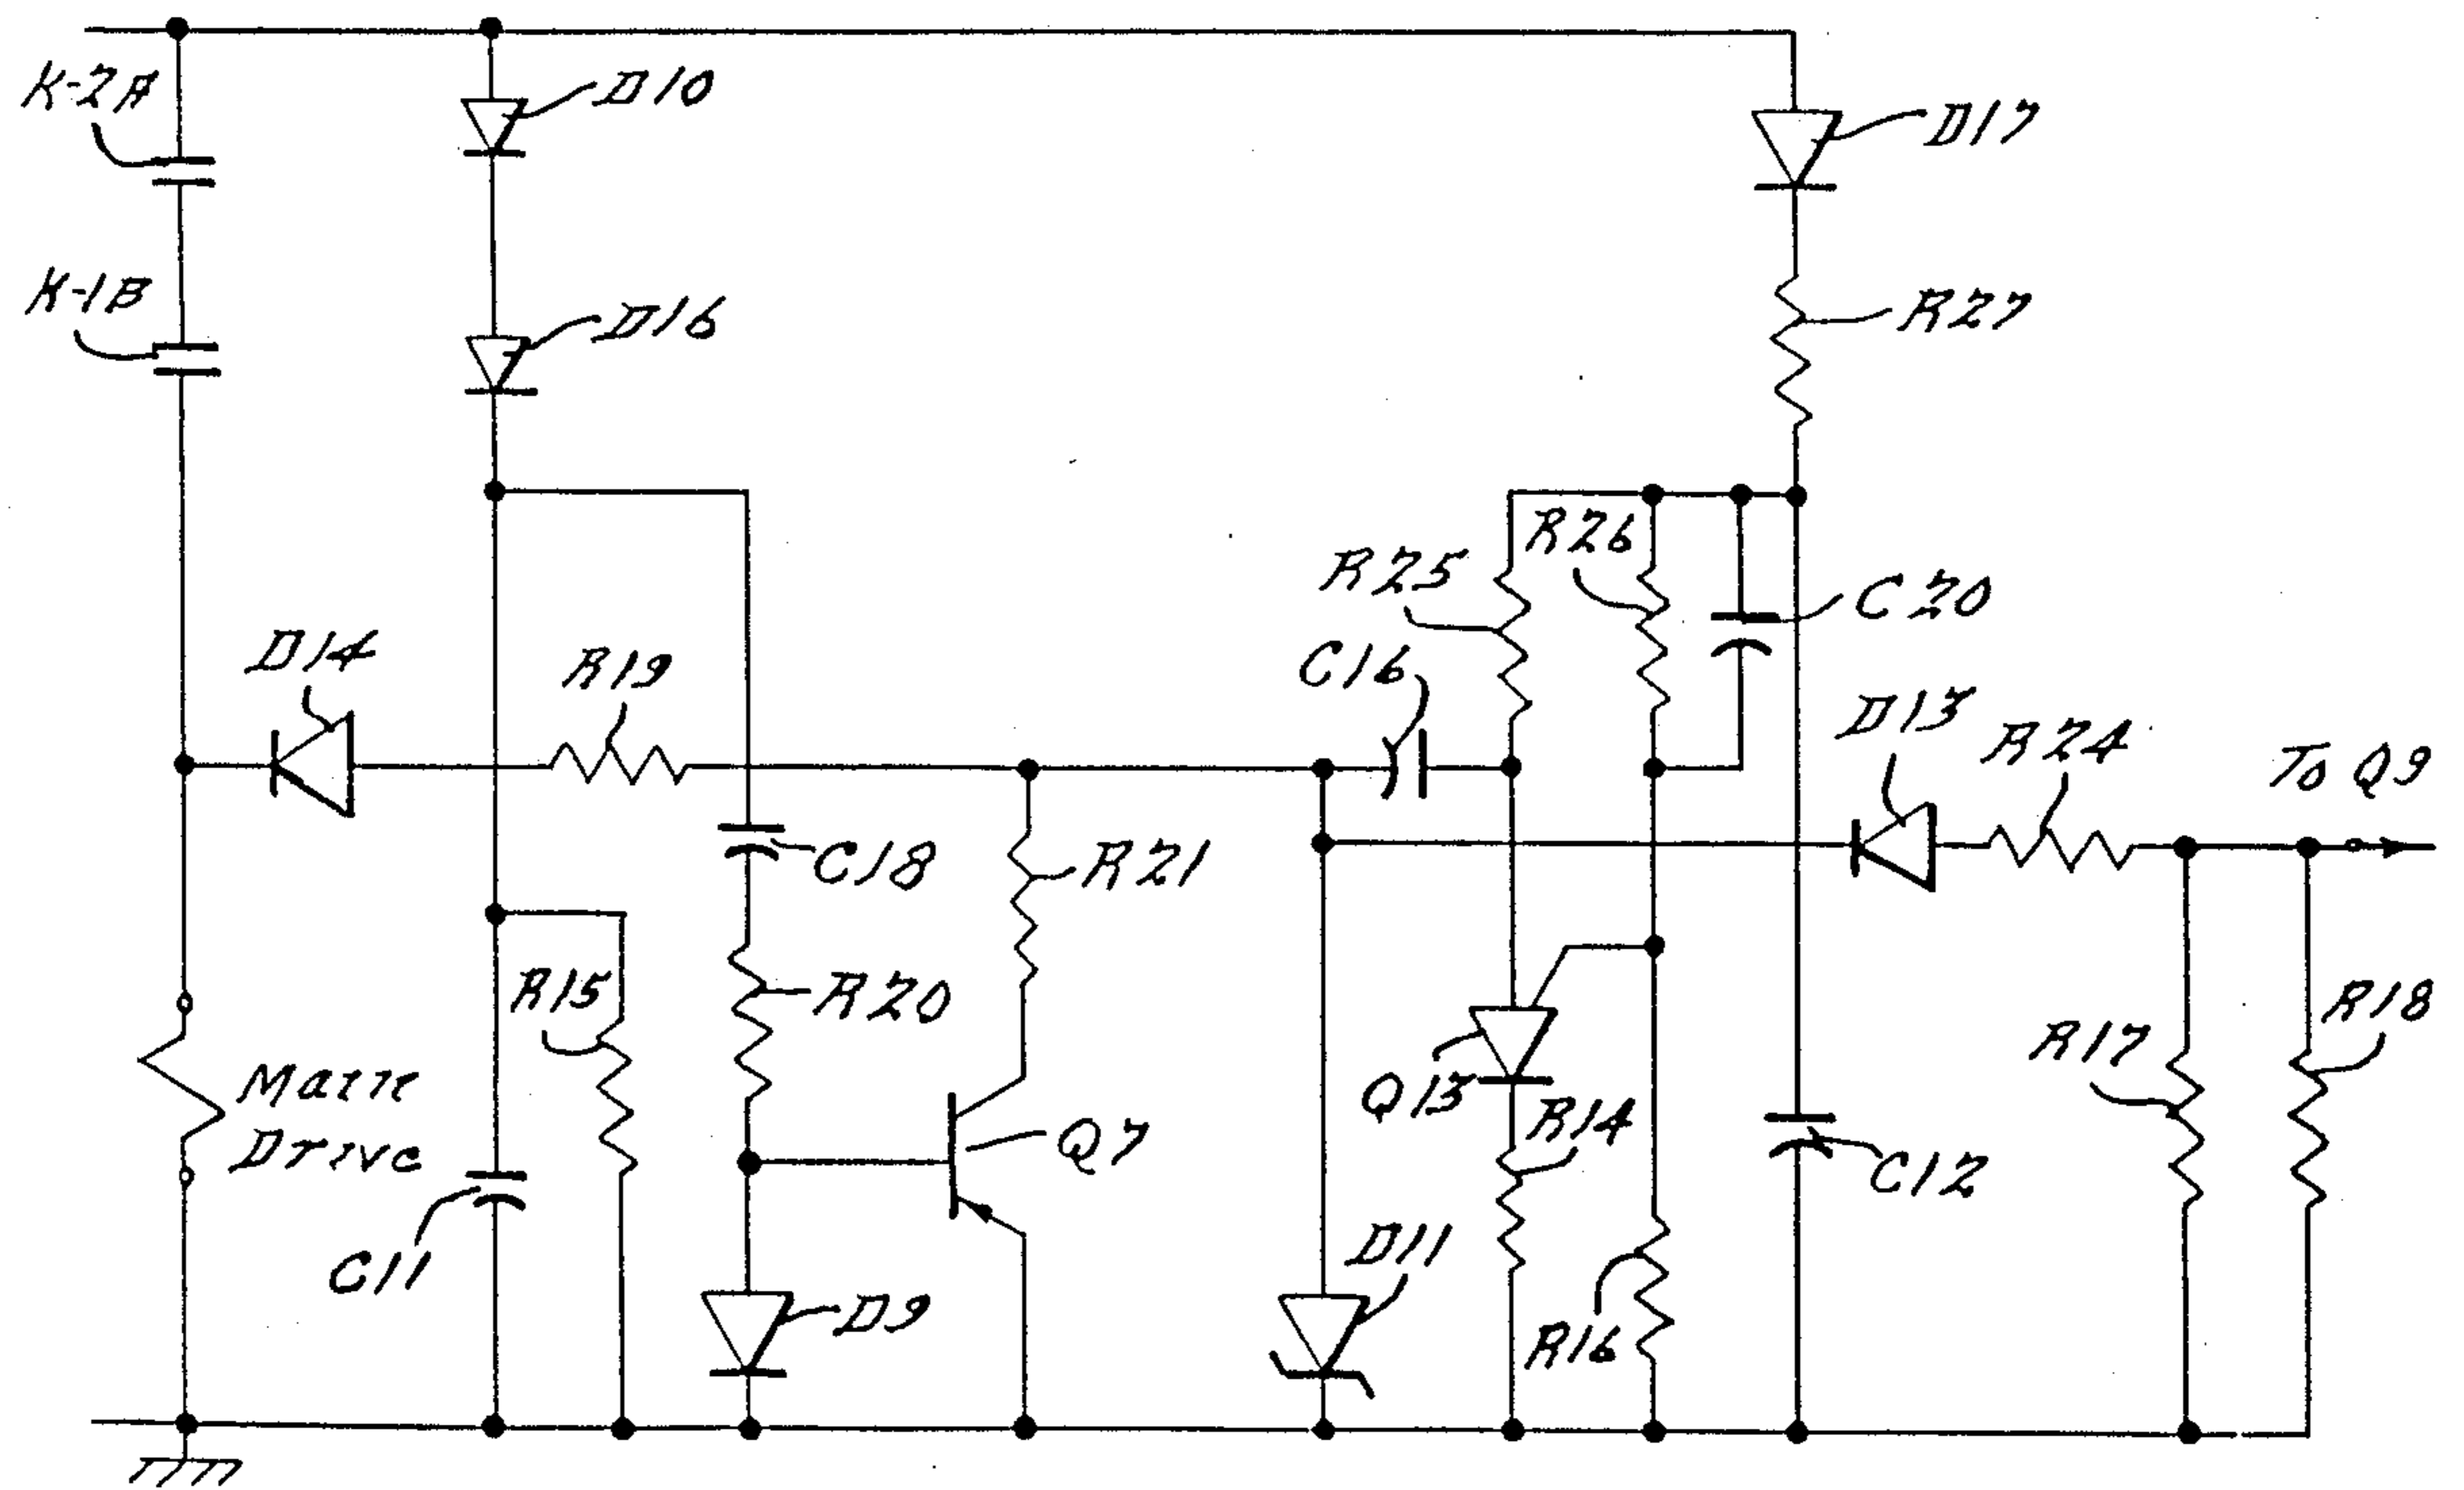 K-2A
D10
D17
K-1B
D16
R27
R26
R25
C20
D14
R19
C16
D13
R24
To Q9
C18
R21
R15
R20
R18
R17
Mark
Drive
Q13
R14
Q7
C12
C11
D11
D9
R16